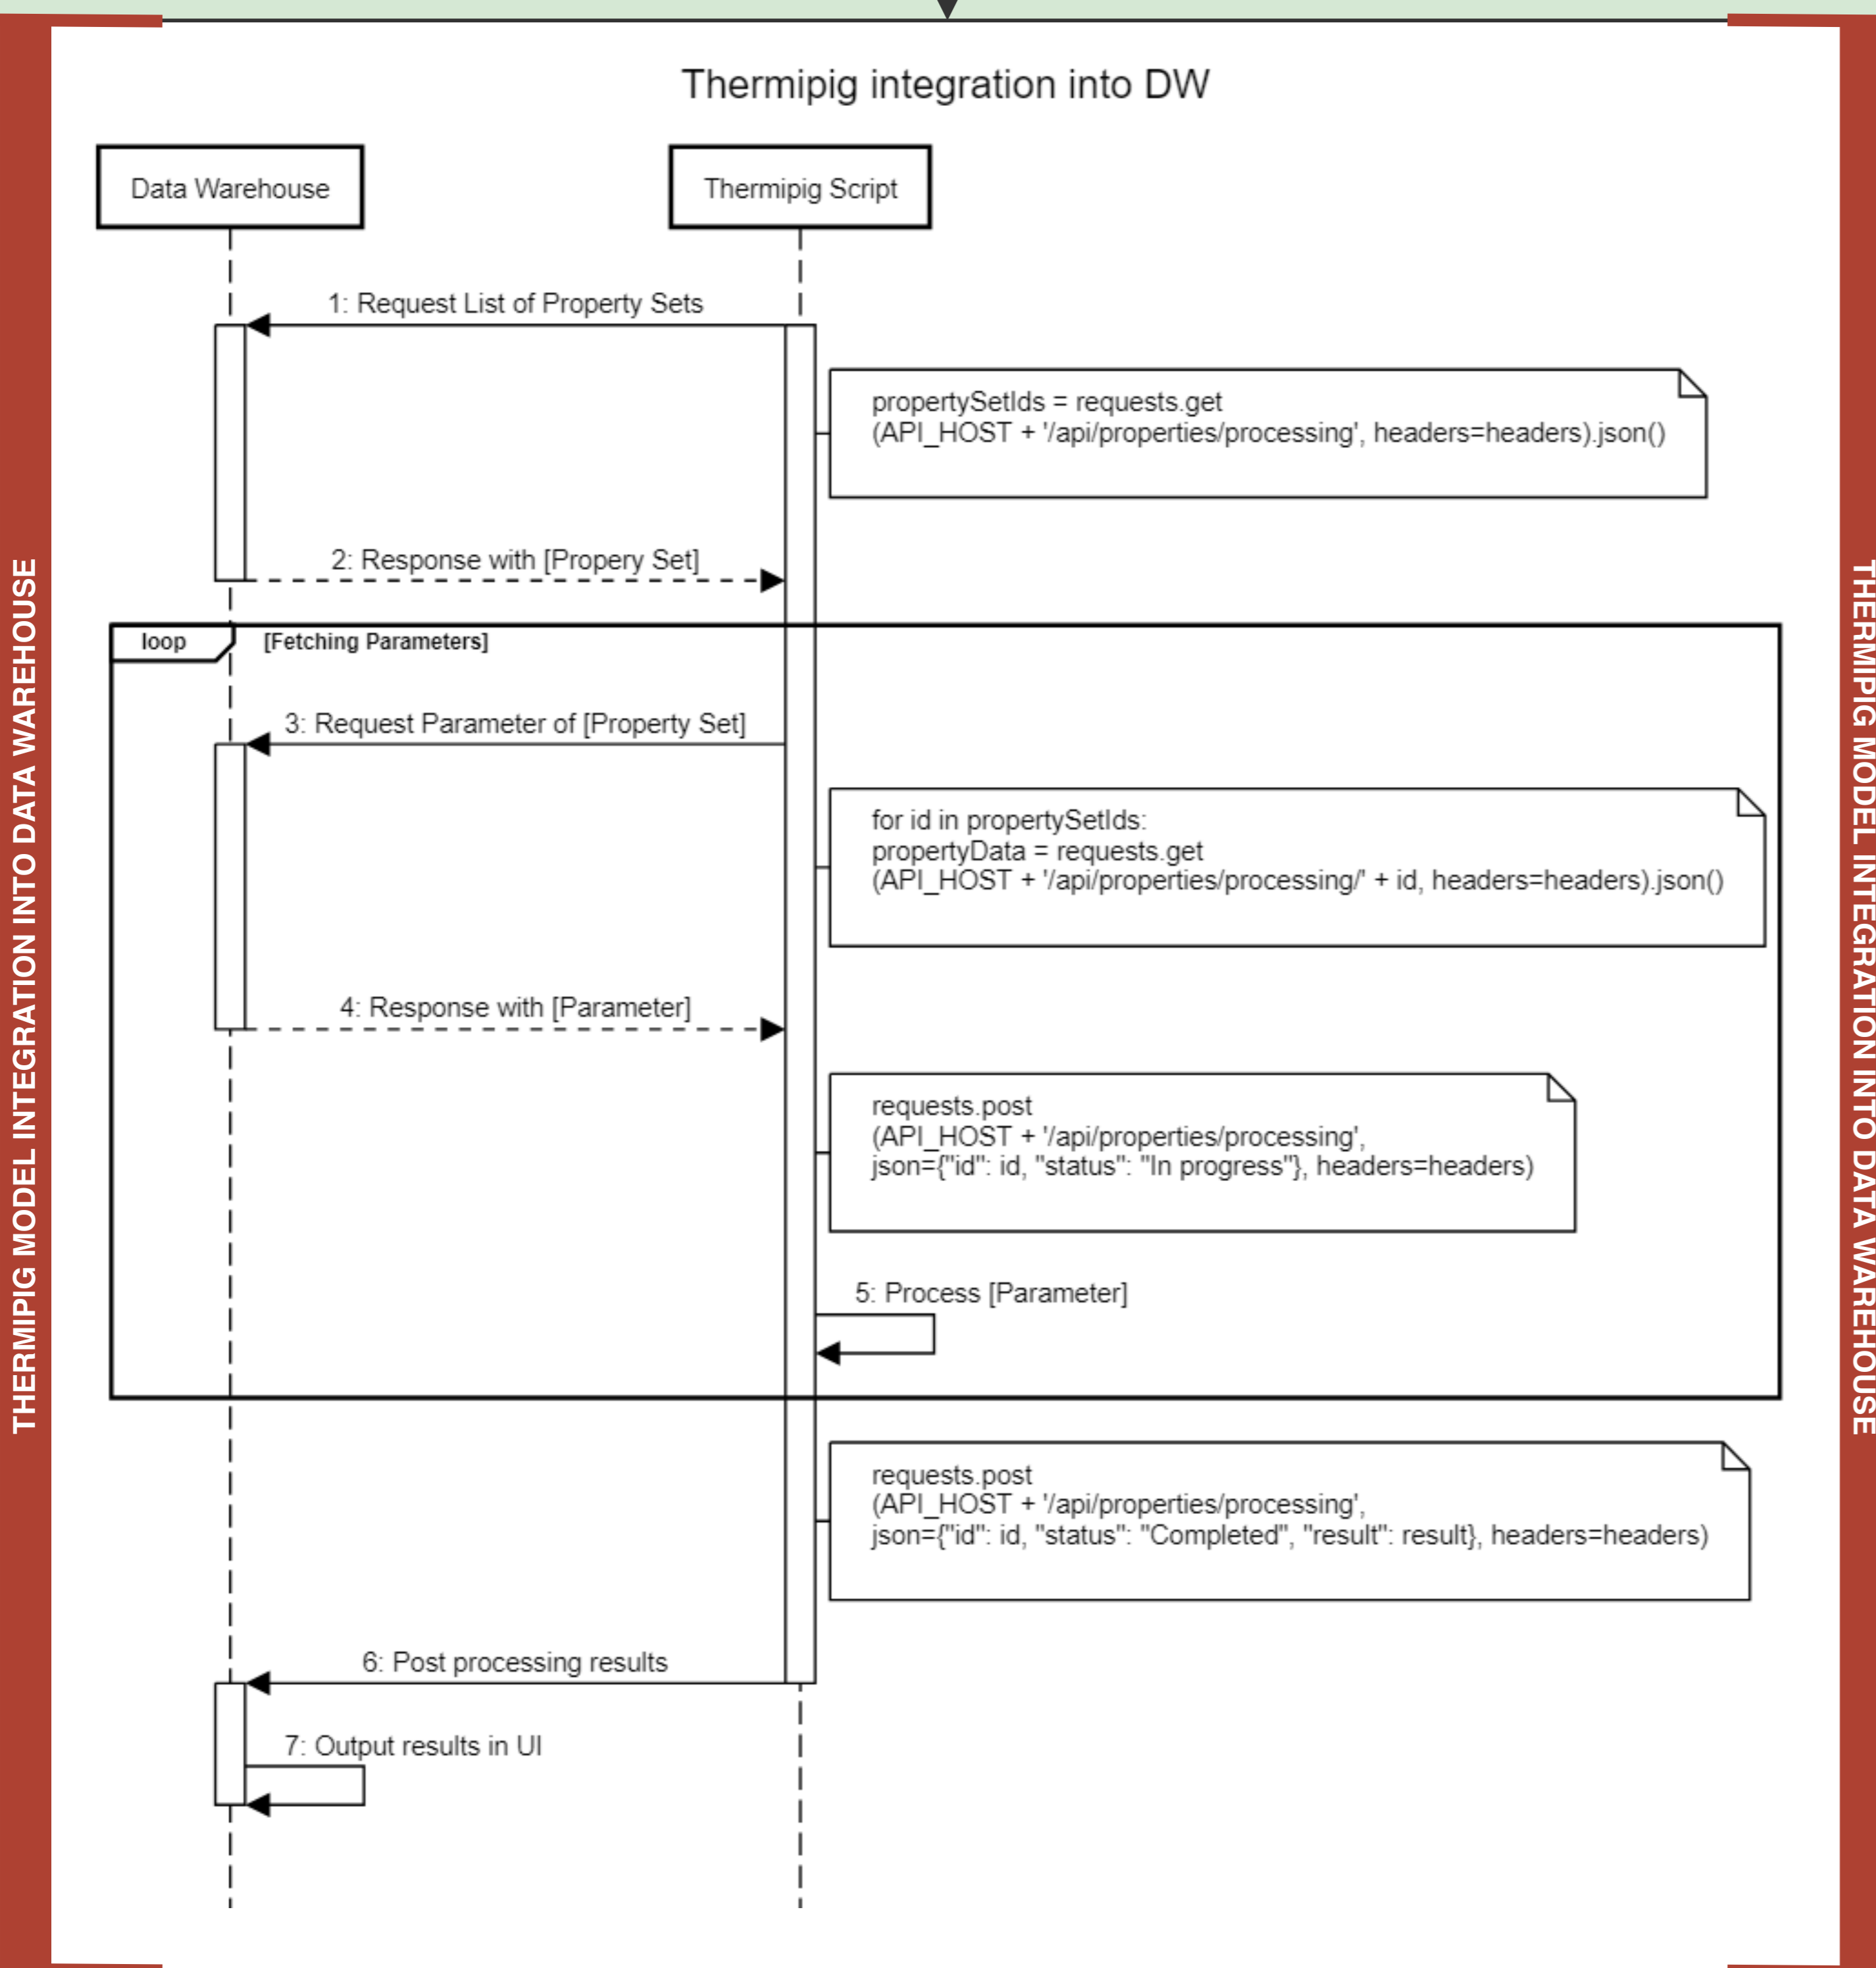 Thermipig integration into DW
Data Warehouse
Thermipig Script
1: Request List of Property Sets
propertySetIds = requests.get
(API_HOST + '/api/properties/processing', headers=headers).json()
2: Response with [Propery Set]
loop
[Fetching Parameters]
3: Request Parameter of [Property Set]
for id in propertySetIds:
propertyData = requests.get
(API_HOST + '/api/properties/processing/' + id, headers=headers).json()
4: Response with [Parameter]
requests.post
(API_HOST + '/api/properties/processing',
json={"id": id, "status": "In progress"}, headers=headers)
5: Process [Parameter]
requests.post
(API_HOST + '/api/properties/processing',
json={"id": id, "status": "Completed", "result": result}, headers=headers)
6: Post processing results
7: Output results in UI
THERMIPIG MODEL INTEGRATION INTO DATA WAREHOUSE
THERMIPIG MODEL INTEGRATION INTO DATA WAREHOUSE